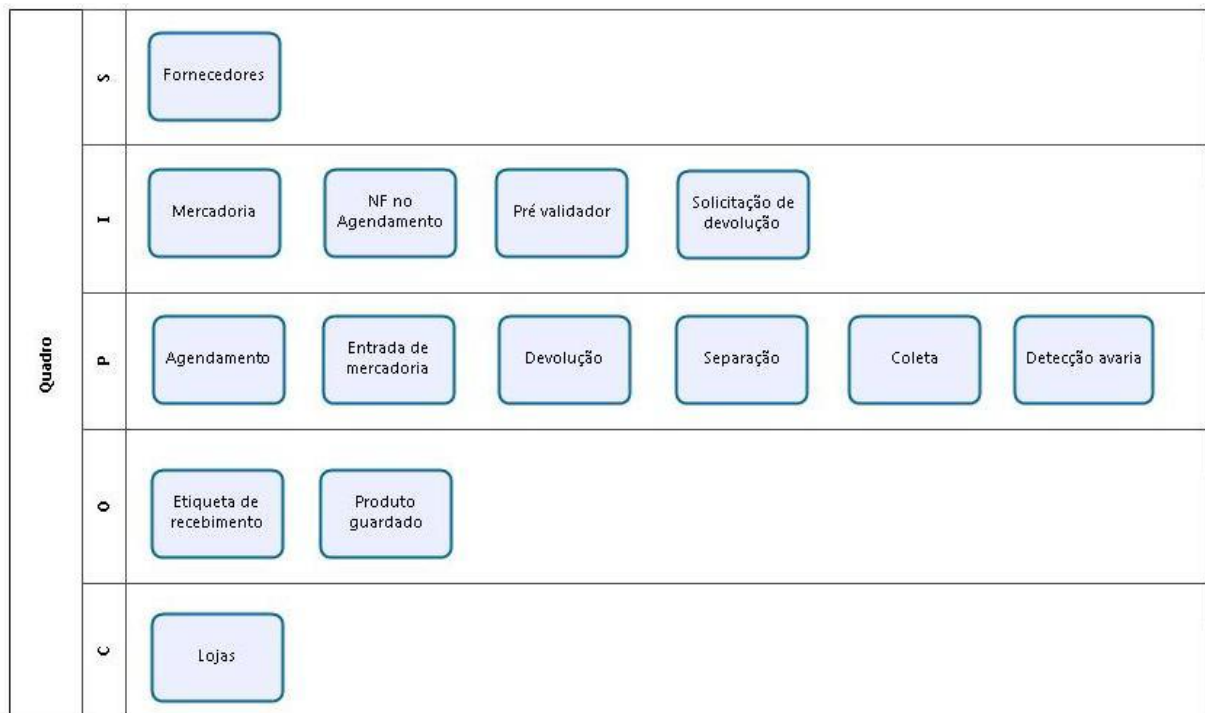 Quadro
S
Fornecedores
I
Mercadoria
NF no
Agendamento
Pré validador
Solicitação de
devolução
P
Agendamento
Entrada de
mercadoria
Devolução
Separação
Coleta
Detecção avaria
O
Etiqueta de
recebimento
Produto
guardado
C
Lojas